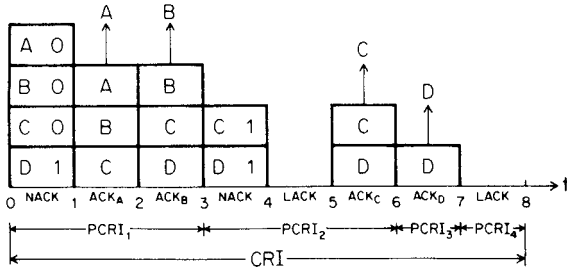 A B
A 0
B 0 A B C D
C 0 B C C 1 C
D 1 C D D 1 D D
0 NACK 1 ACK_A 2 ACK_B 3 NACK 4 LACK 5 ACK_C 6 ACK_D 7 LACK 8 t
PCRI_1 PCRI_2 PCRI_3 PCRI_4
CRI